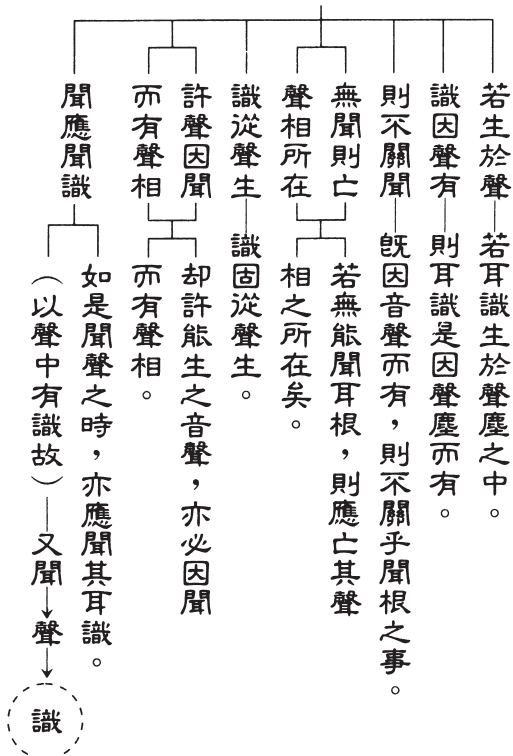 若生於聲
若耳識生於聲塵之中。
識因聲有
則耳識是因聲塵而有。
則不關聞
既因音聲而有，則不關乎聞根之事。
無聞則亡
聲相所在
若無能聞耳根，則應亡其聲
相之所在矣。
識從聲生
識固從聲生。
許聲因聞
而有聲相
却許能生之音聲，亦必因聞
而有聲相。
聞應聞識
如是聞聲之時，亦應聞其耳識。
（以聲中有識故）
又聞
聲
識